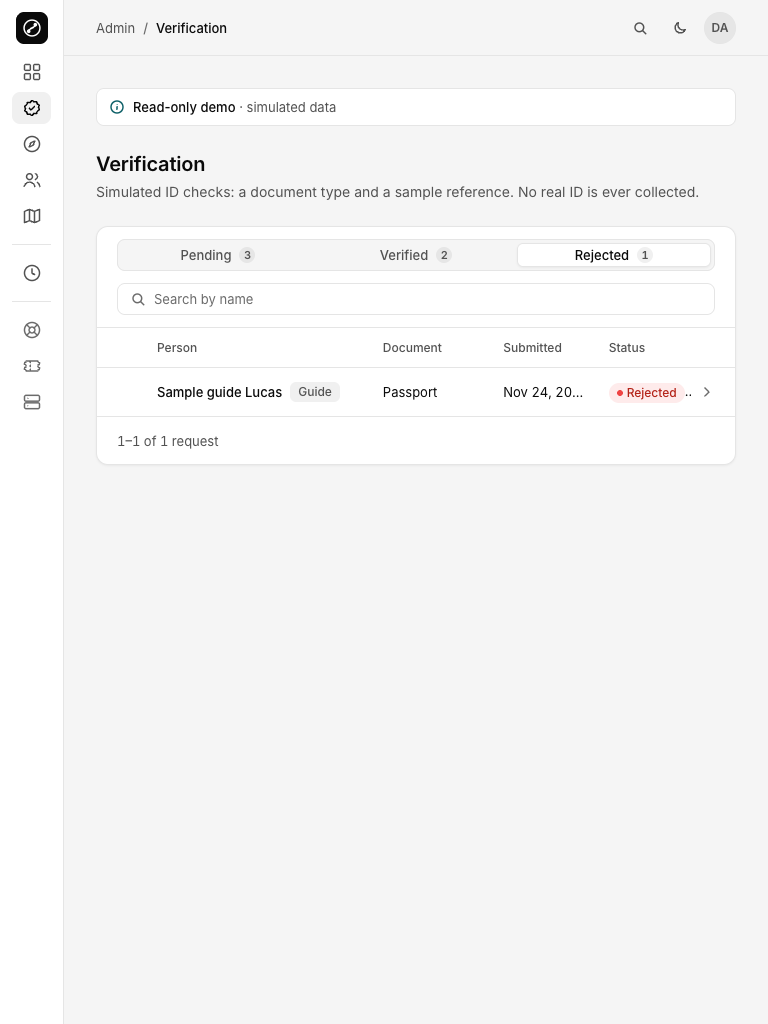 Admin / Verification
DA
Read-only demo · simulated data
Verification
Simulated ID checks: a document type and a sample reference. No real ID is ever collected.
Pending 3
Verified 2
Rejected 1
Search by name
Person Document Submitted Status
Sample guide Lucas Guide Passport Nov 24, 20... Rejected ..
1–1 of 1 request